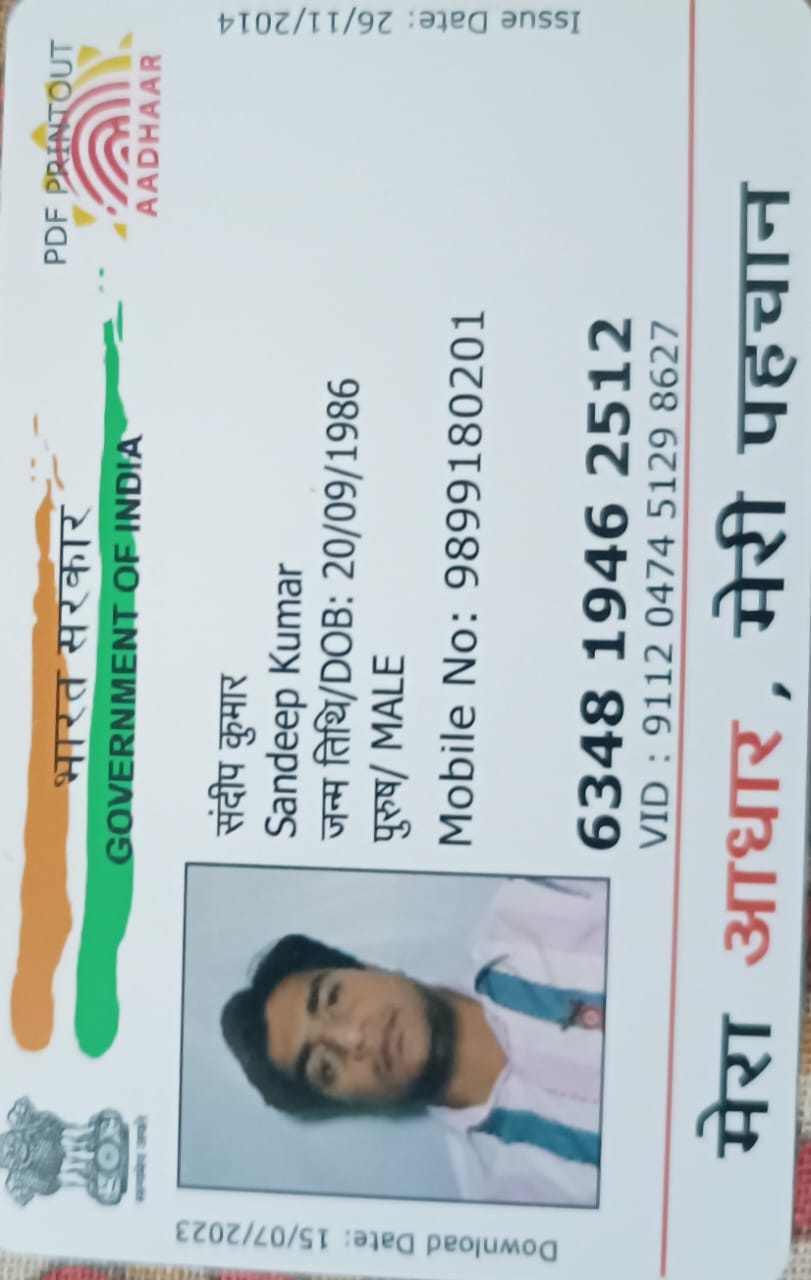 भारत सरकार
GOVERNMENT OF INDIA
PDF PRINTOUT
AADHAAR
Issue Date: 26/11/2014
Download Date: 15/07/2023
संदीप कुमार
Sandeep Kumar
जन्म तिथि/DOB: 20/09/1986
पुरुष/ MALE
Mobile No: 9899180201
6348 1946 2512
VID : 9112 0474 5129 8627
मेरा आधार, मेरी पहचान